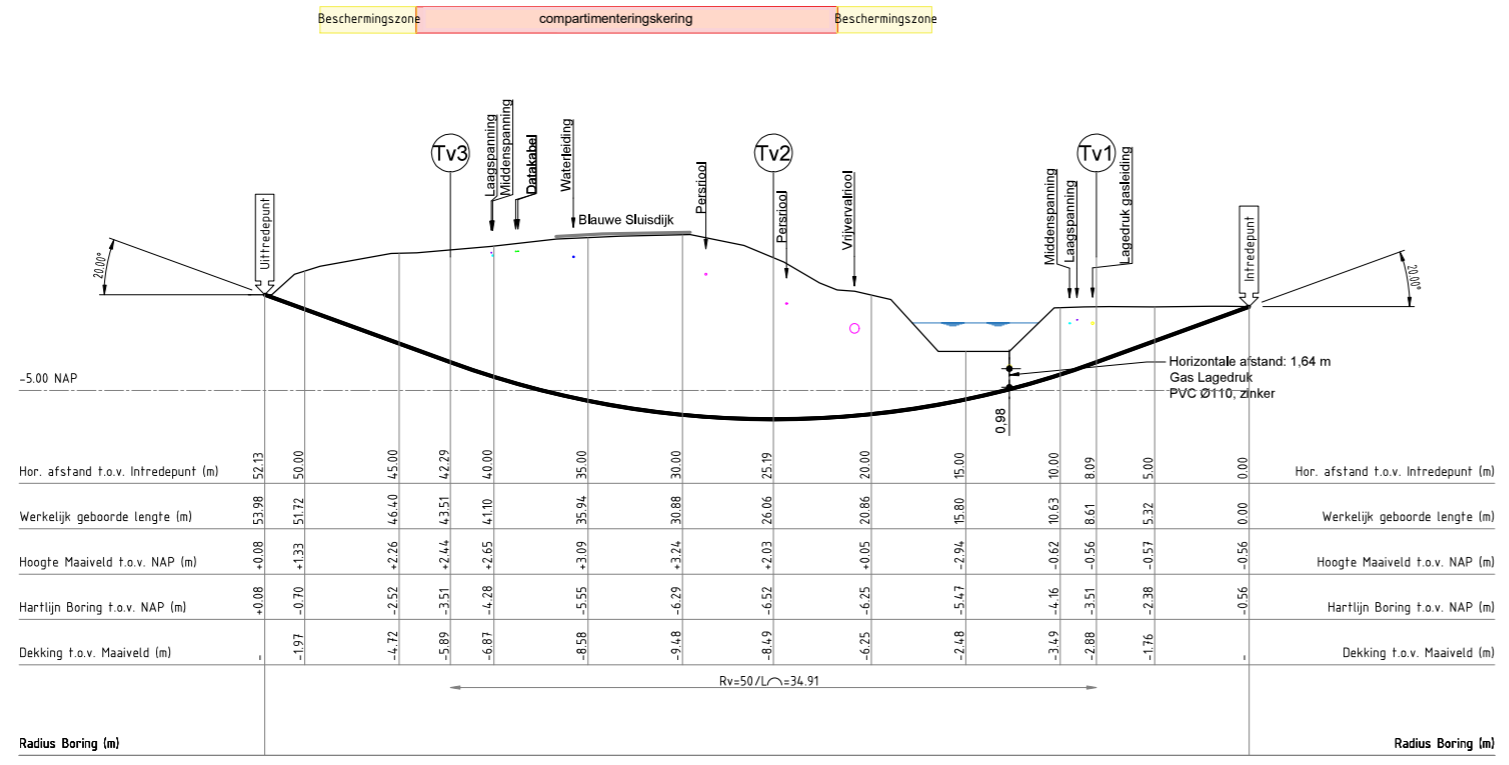 Beschermingszone compartimenteringskering Beschermingszone
Uittredepunt
20.00°
Tv3
Laagspanning
Middenspanning
Datakabel
Waterleiding
Blauwe Sluisdijk
Persriool
Tv2
Persriool
Vrijvervalriool
Middenspanning
Laagspanning
Tv1
Lagedruk gasleiding
Intredepunt
20.00°
Horizontale afstand: 1,64 m
Gas Lagedruk
PVC Ø110, zinker
0,98
-5.00 NAP
Hor. afstand t.o.v. Intredepunt (m) 52.13 50.00 45.00 42.29 40.00 35.00 30.00 25.19 20.00 15.00 10.00 8.09 5.00 0.00 Hor. afstand t.o.v. Intredepunt (m)
Werkelijk geboorde lengte (m) 53.98 51.72 46.40 43.51 41.10 35.94 30.88 26.06 20.86 15.80 10.63 8.61 5.32 0.00 Werkelijk geboorde lengte (m)
Hoogte Maaiveld t.o.v. NAP (m) +0.08 +1.33 +2.26 +2.44 +2.65 +3.09 +3.24 +2.03 +0.05 -2.94 -0.62 -0.56 -0.57 -0.56 Hoogte Maaiveld t.o.v. NAP (m)
Hartlijn Boring t.o.v. NAP (m) +0.08 -0.70 -2.52 -3.51 -4.28 -5.55 -6.29 -6.52 -6.25 -5.47 -4.16 -3.51 -2.38 -0.56 Hartlijn Boring t.o.v. NAP (m)
Dekking t.o.v. Maaiveld (m) - -1.97 -4.72 -5.89 -6.87 -8.58 -9.48 -8.49 -6.25 -2.48 -3.49 -2.88 -1.76 - Dekking t.o.v. Maaiveld (m)
Rv=50/L⌒=34.91
Radius Boring (m) Radius Boring (m)